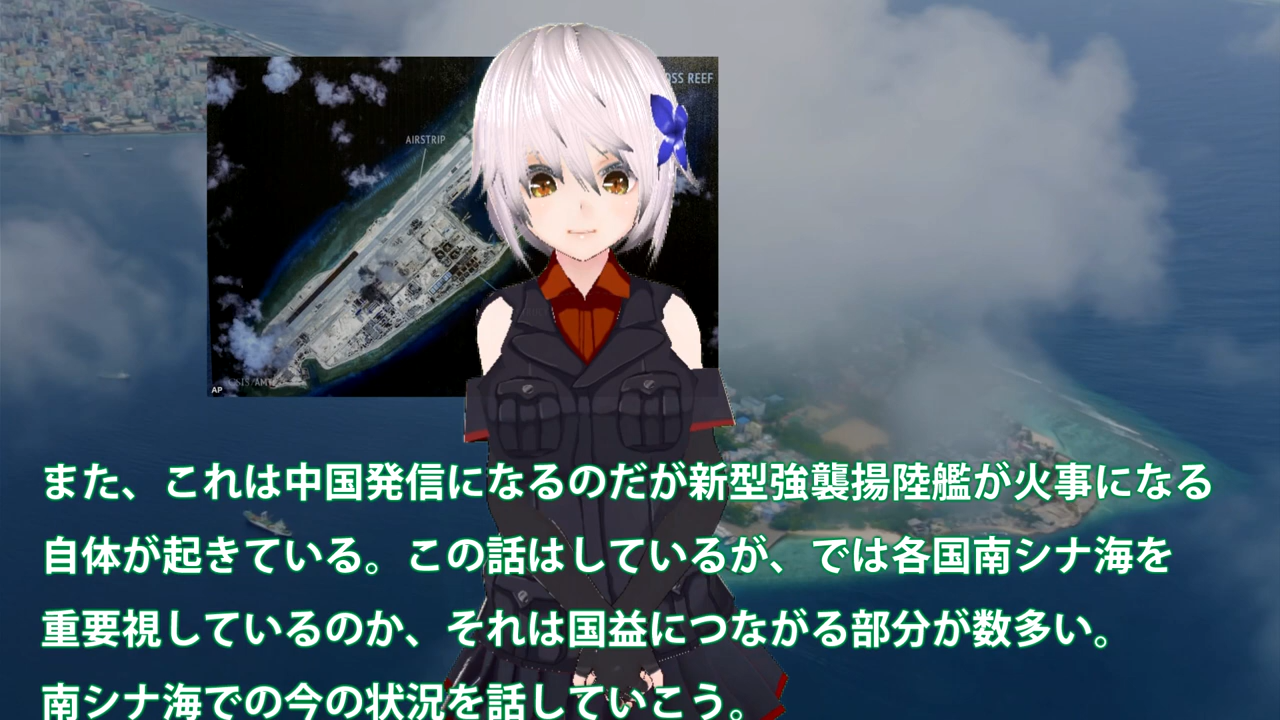 OSS REEF
AIRSTRIP
AP
また、これは中国発信になるのだが新型強襲揚陸艦が火事になる
自体が起きている。この話はしているが、では各国南シナ海を
重要視しているのか、それは国益につながる部分が数多い。
南シナ海での今の状況を話していこう。